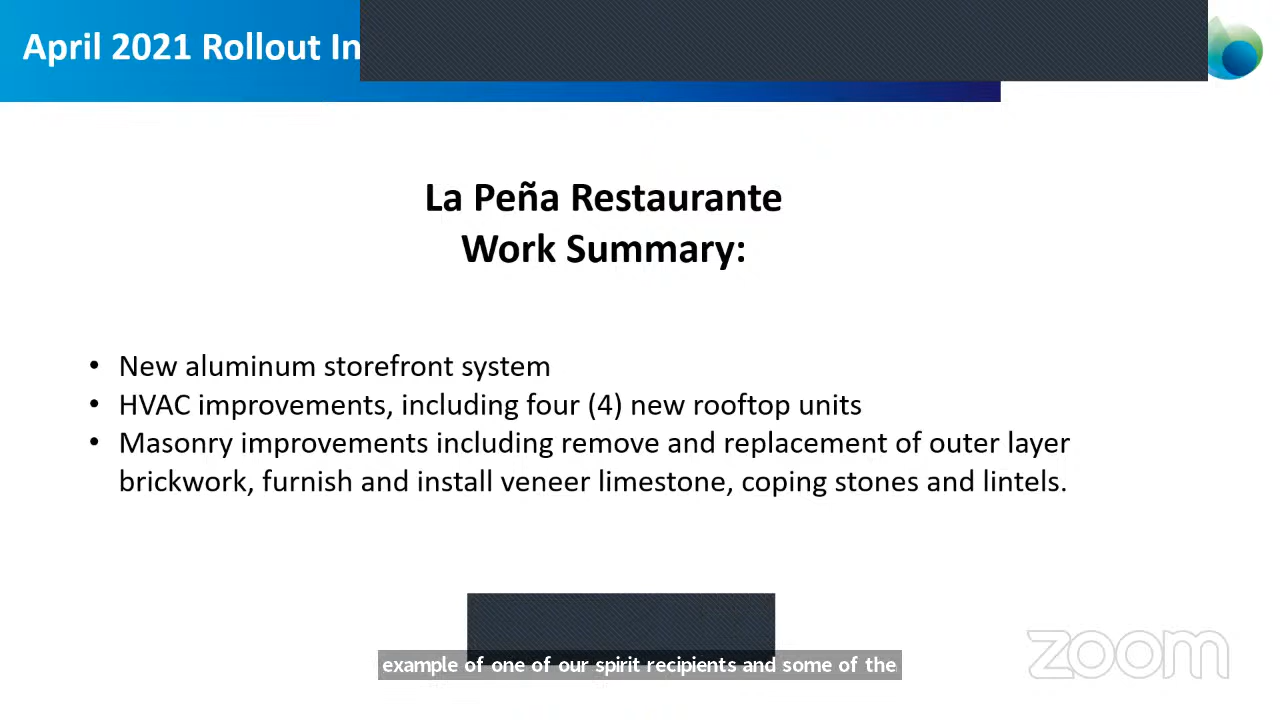 April 2021 Rollout In
La Peña Restaurante
Work Summary:
• New aluminum storefront system
• HVAC improvements, including four (4) new rooftop units
• Masonry improvements including remove and replacement of outer layer
brickwork, furnish and install veneer limestone, coping stones and lintels.
example of one of our spirit recipients and some of the
zoom